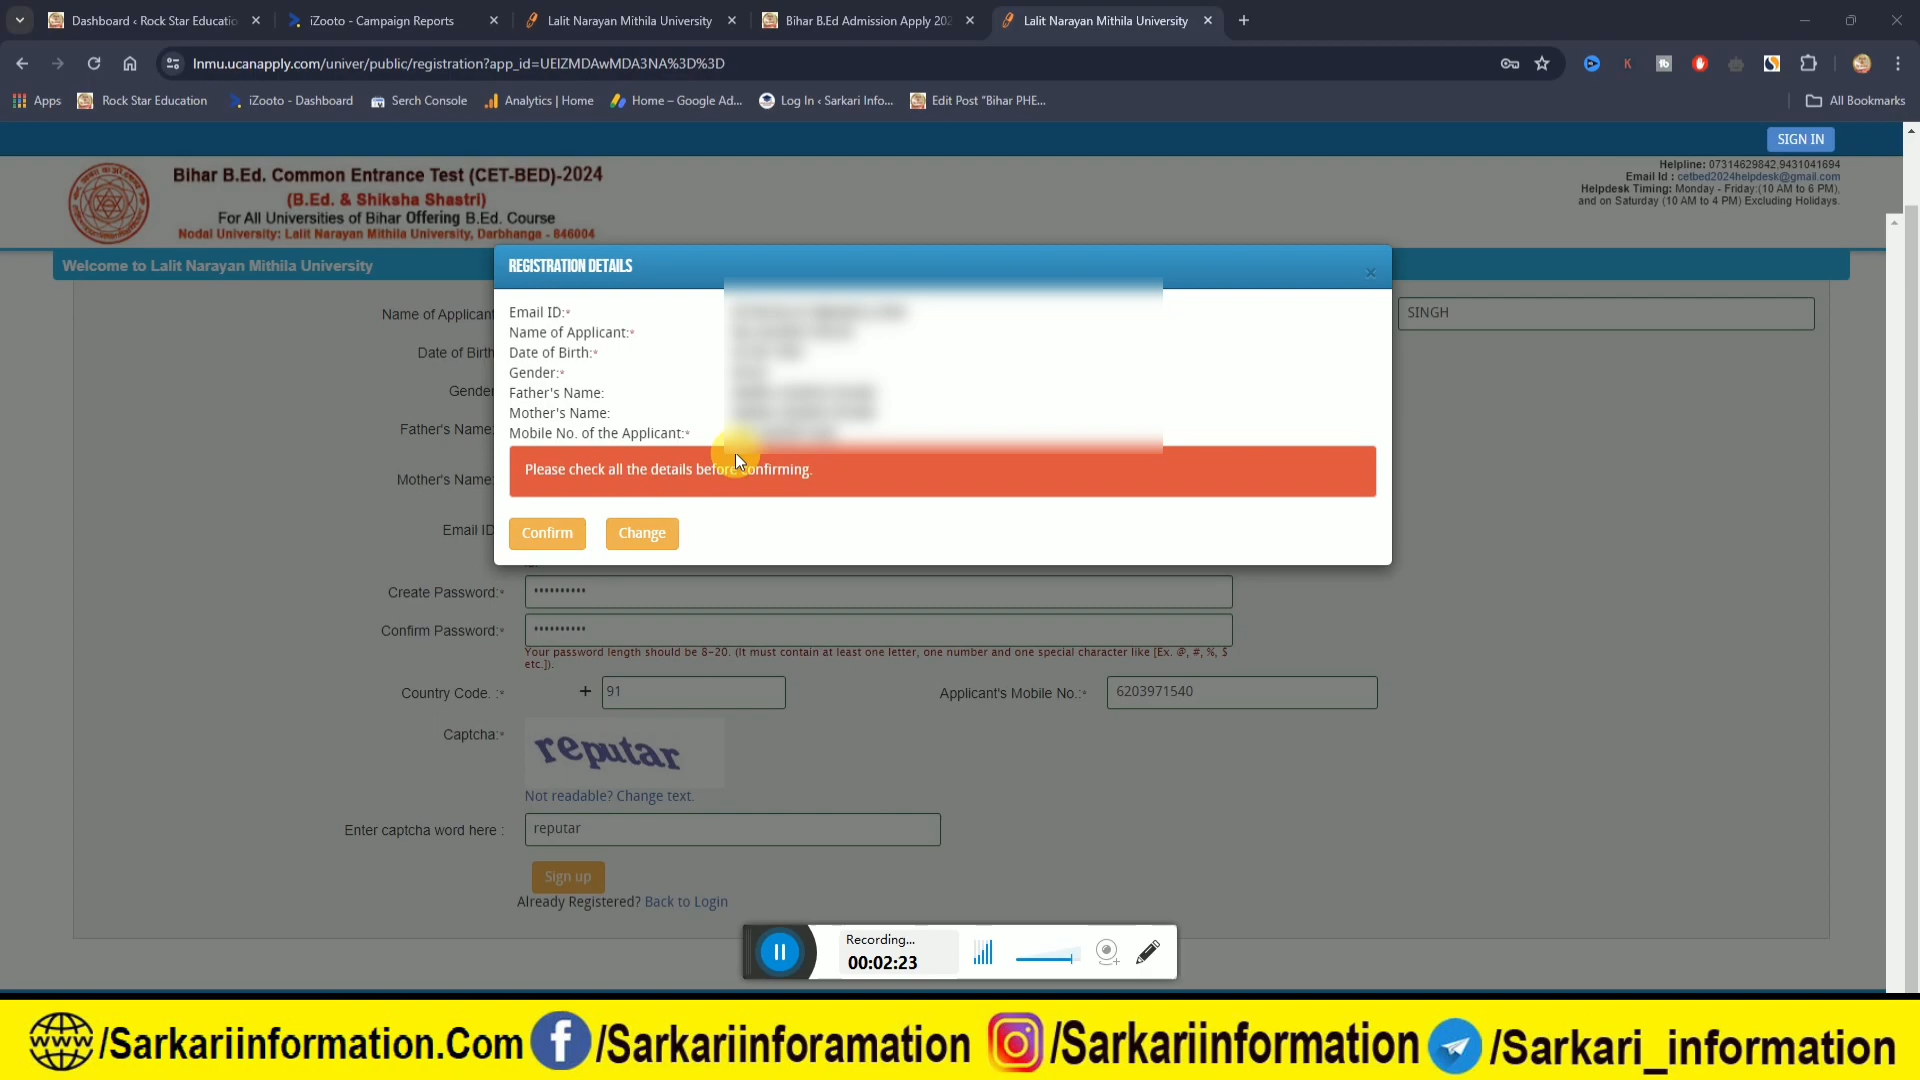 Dashboard ‹ Rock Star Educatio
iZooto - Campaign Reports
Lalit Narayan Mithila University
Bihar B.Ed Admission Apply 202
Lalit Narayan Mithila University
lnmu.ucanapply.com/univer/public/registration?app_id=UEIZMDAwMDA3NA%3D%3D
Apps
Rock Star Education
iZooto - Dashboard
Serch Console
Analytics | Home
Home – Google Ad...
Log In ‹ Sarkari Info...
Edit Post "Bihar PHE...
All Bookmarks
SIGN IN
Bihar B.Ed. Common Entrance Test (CET-BED)-2024
(B.Ed. & Shiksha Shastri)
For All Universities of Bihar Offering B.Ed. Course
Nodal University: Lalit Narayan Mithila University, Darbhanga - 846004
Helpline: 07314629842,9431041694
Email Id : cetbed2024helpdesk@gmail.com
Helpdesk Timing: Monday - Friday:(10 AM to 6 PM),
and on Saturday (10 AM to 4 PM) Excluding Holidays.
Welcome to Lalit Narayan Mithila University
REGISTRATION DETAILS
×
Email ID:*
Name of Applicant:*
Date of Birth:*
Gender:*
Father's Name:
Mother's Name:
Mobile No. of the Applicant:*
Please check all the details before confirming.
Confirm
Change
Name of Applicant
SINGH
Date of Birth
Gender
Father's Name
Mother's Name
Email ID
Create Password:*
••••••••••
Confirm Password:*
••••••••••
Your password length should be 8-20. (It must contain at least one letter, one number and one special character like [Ex. @, #, %, $
etc.]).
Country Code. :*
+ 91
Applicant's Mobile No.:*
6203971540
Captcha:*
reputar
Not readable? Change text.
Enter captcha word here :
reputar
Sign up
Already Registered? Back to Login
Recording...
00:02:23
www /Sarkariinformation.Com
f /Sarkariinforamation
/Sarkariinformation
/Sarkari_information